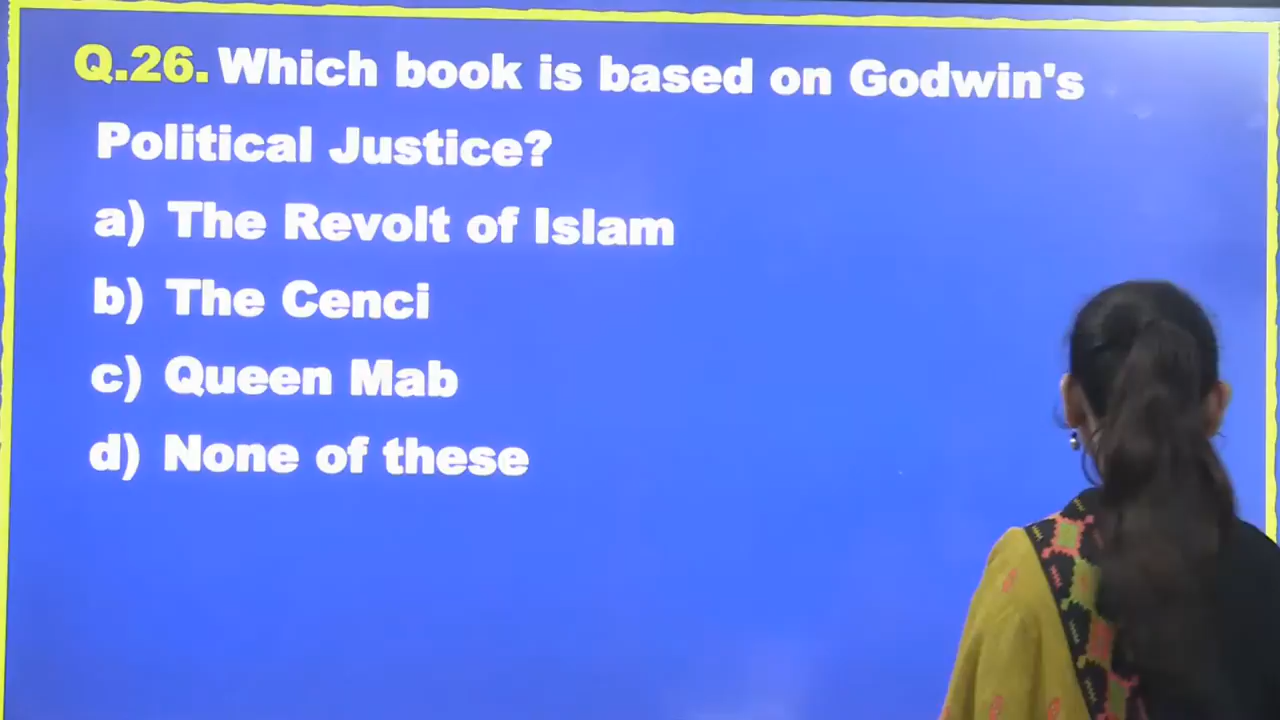 Q.26. Which book is based on Godwin's
Political Justice?
a) The Revolt of Islam
b) The Cenci
c) Queen Mab
d) None of these